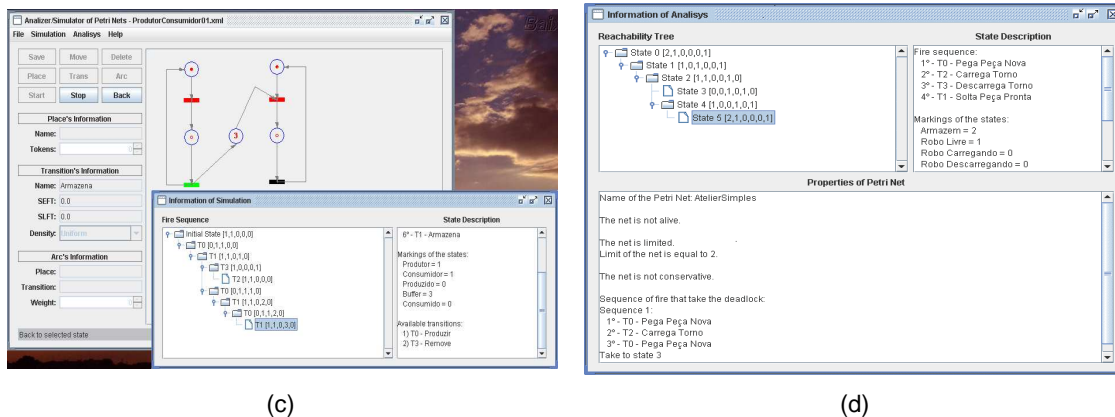 Analizer/Simulator of Petri Nets - ProdutorConsumidor01.xml
File Simulation Analisys Help
Save Move Delete
Place Trans Arc
Start Stop Back
Place's Information
Name:
Tokens: 0
Transition's Information
Name: Armazena
SEFT: 0.0
SLFT: 0.0
Density: Uniform
Arc's Information
Place:
Transition:
Weight:
Back to selected state
3
Information of Simulation
Fire Sequence
Initial State [1,1,0,0,0]
T0 [0,1,1,0,0]
T1 [1,1,0,1,0]
T3 [1,0,0,0,1]
T2 [1,1,0,0,0]
T0 [0,1,1,1,0]
T1 [1,1,0,2,0]
T0 [0,1,1,2,0]
T1 [1,1,0,3,0]
State Description
6º - T1 - Armazena
Markings of the states:
Produtor = 1
Consumidor = 1
Produzido = 0
Buffer = 3
Consumido = 0
Available transitions:
1) T0 - Produzir
2) T3 - Remove
(c)
Information of Analisys
Reachability Tree
State 0 [2,1,0,0,0,1]
State 1 [1,0,1,0,0,1]
State 2 [1,1,0,0,1,0]
State 3 [0,0,1,0,1,0]
State 4 [1,0,0,1,0,1]
State 5 [2,1,0,0,0,1]
State Description
Fire sequence:
1º - T0 - Pega Peça Nova
2º - T2 - Carrega Torno
3º - T3 - Descarrega Torno
4º - T1 - Solta Peça Pronta
Markings of the states:
Armazem = 2
Robo Livre = 1
Robo Carregando = 0
Robo Descarregando = 0
Properties of Petri Net
Name of the Petri Net: AtelierSimples
The net is not alive.
The net is limited.
Limit of the net is equal to 2.
The net is not conservative.
Sequence of fire that take the deadlock:
Sequence 1:
1º - T0 - Pega Peça Nova
2º - T2 - Carrega Torno
3º - T0 - Pega Peça Nova
Take to state 3
(d)